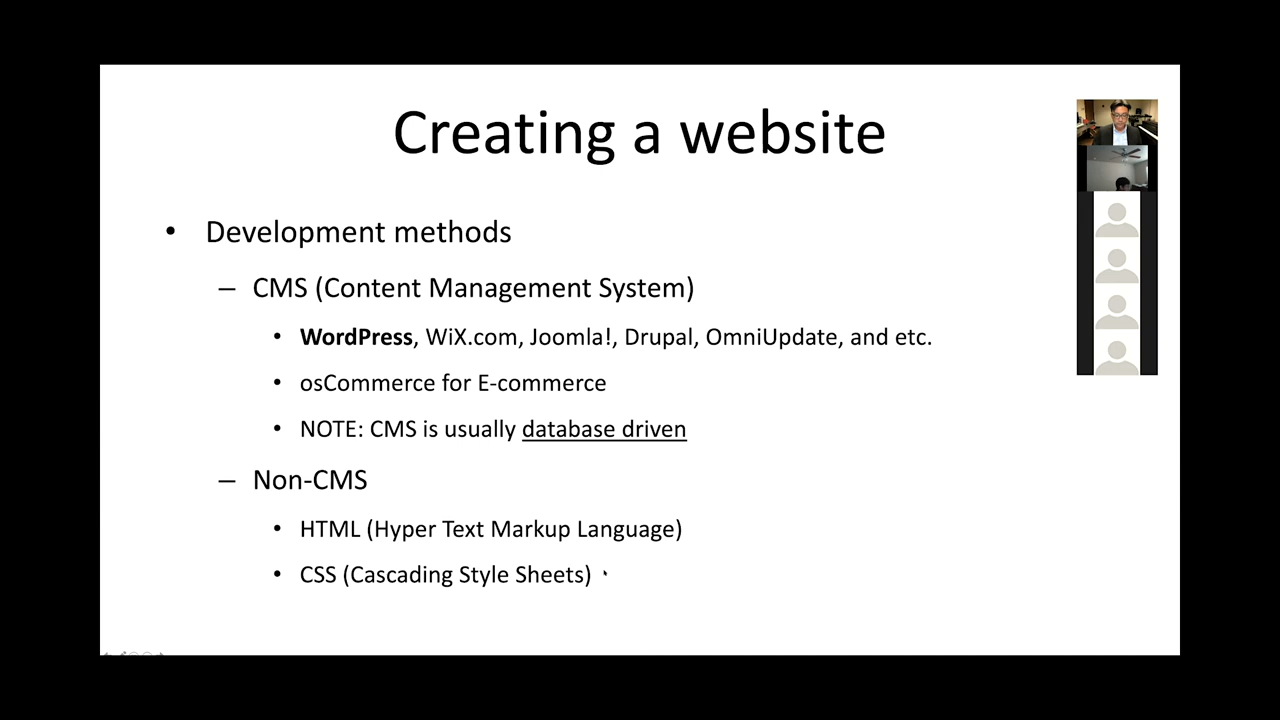 Creating a website
• Development methods
– CMS (Content Management System)
• WordPress, WiX.com, Joomla!, Drupal, OmniUpdate, and etc.
• osCommerce for E-commerce
• NOTE: CMS is usually database driven
– Non-CMS
• HTML (Hyper Text Markup Language)
• CSS (Cascading Style Sheets)